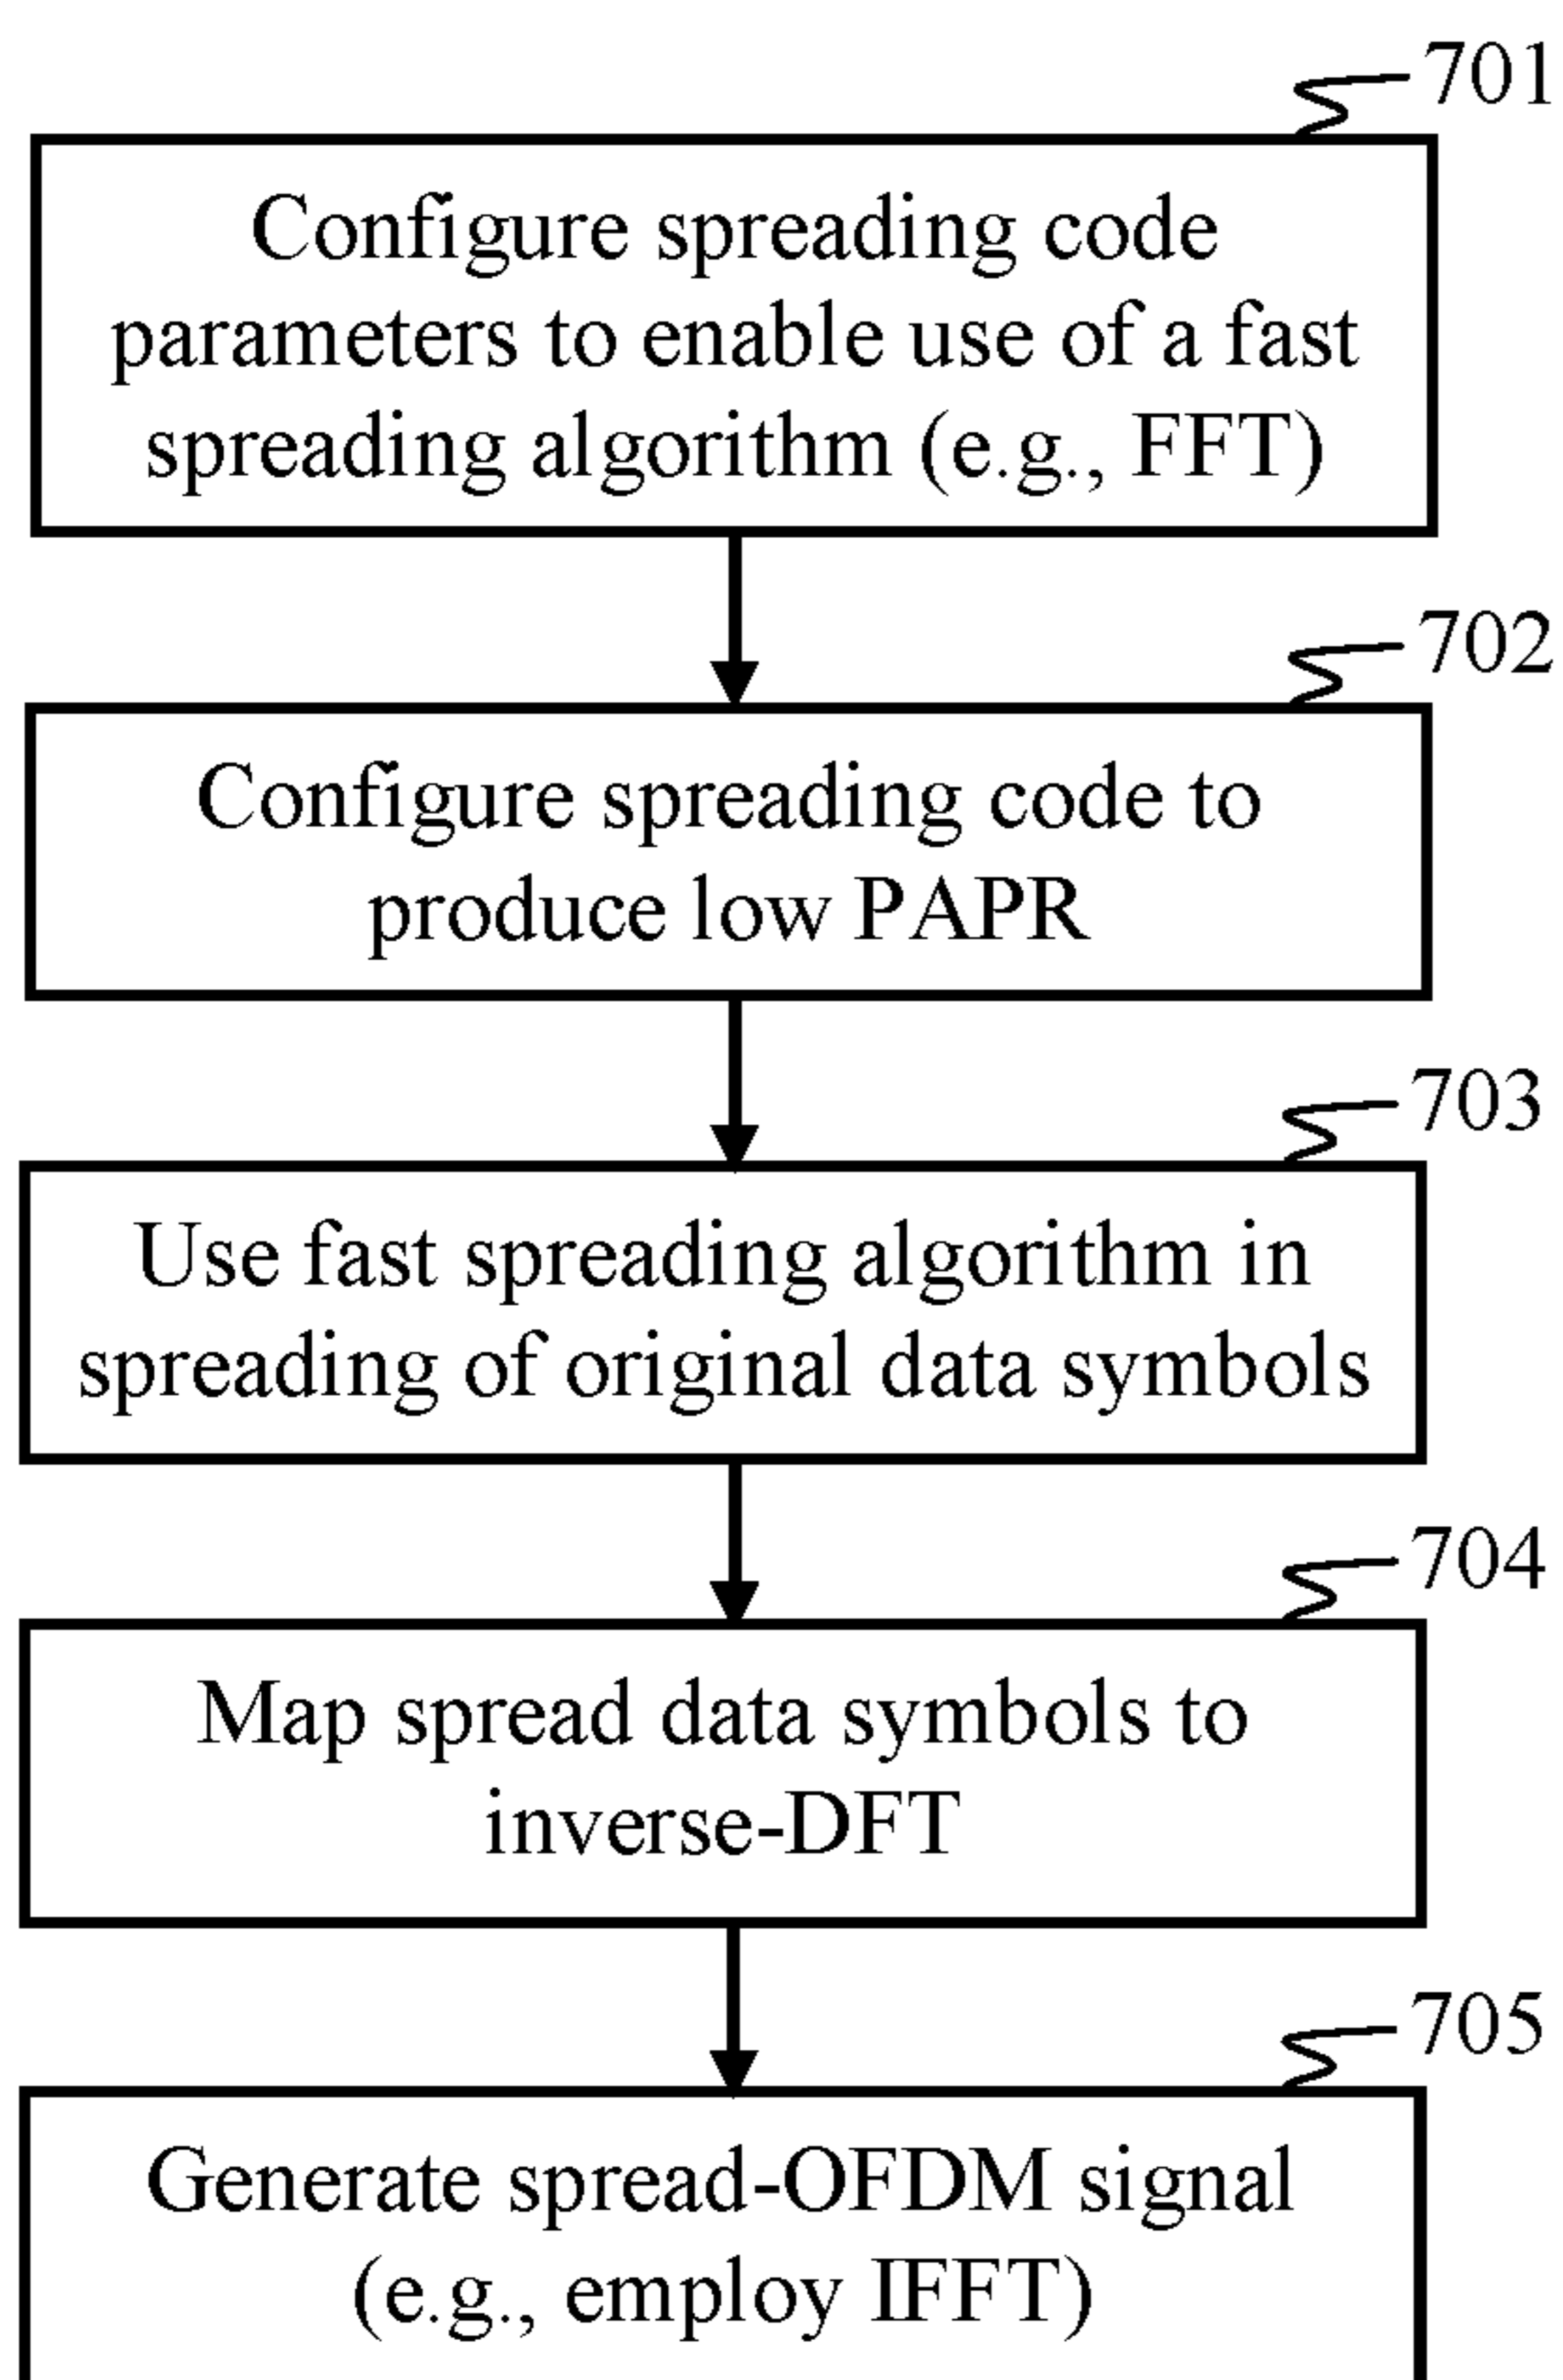 701
Configure spreading code
parameters to enable use of a fast
spreading algorithm (e.g., FFT)
702
Configure spreading code to
produce low PAPR
703
Use fast spreading algorithm in
spreading of original data symbols
704
Map spread data symbols to
inverse-DFT
705
Generate spread-OFDM signal
(e.g., employ IFFT)